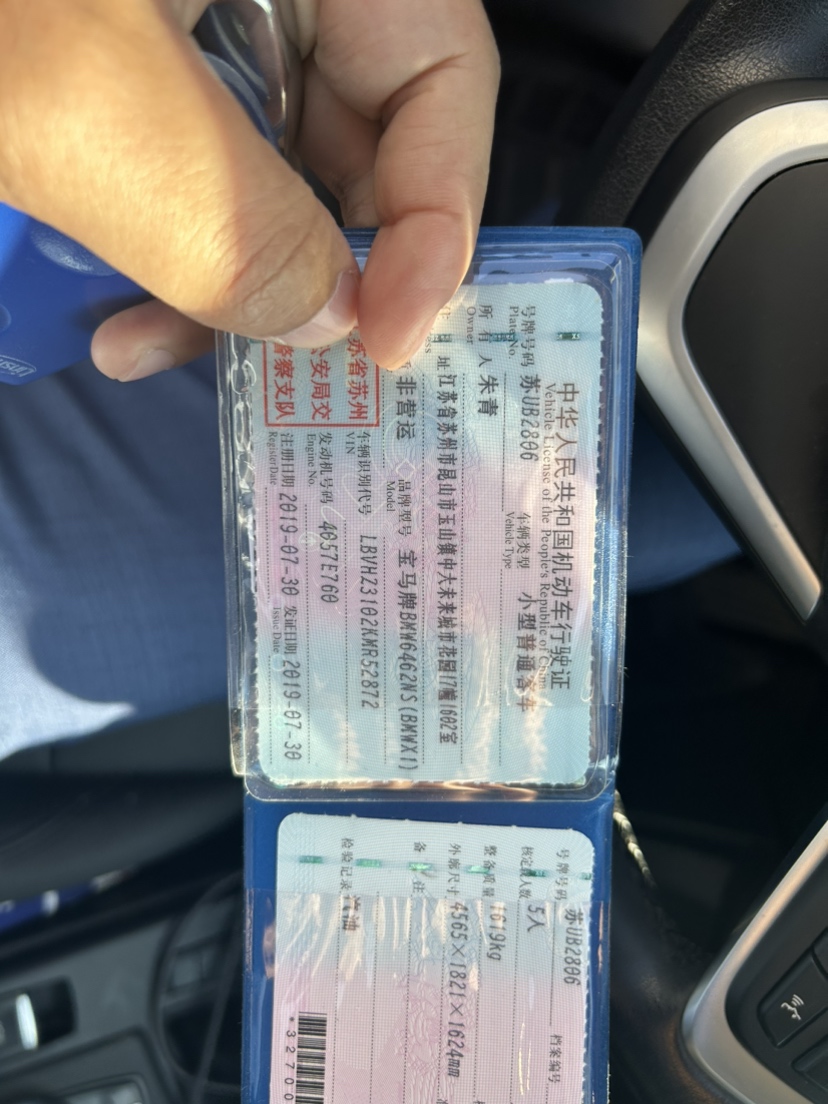 中华人民共和国机动车行驶证
Vehicle License of the People's Republic of China
号牌号码 苏UB2806 车辆类型 小型普通客车
Plate No. Vehicle Type
所有人 朱青
Owner
址 江苏省苏州市昆山市玉山镇中大未来城市花园17幢1602室
非营运 品牌型号 宝马牌BMW6462NS(BMWX1)
Model
苏省苏州
安局交
警察支队
车辆识别代号 LBVHZ3102KMR52872
VIN
发动机号码 4057E760
Engine No.
注册日期 2019-07-30 发证日期 2019-07-30
Register Date Issue Date
号牌号码 苏UB2806 档案编号
核定载人数 5人
整备质量 1619kg
外廓尺寸 4565×1821×1624mm
备注
检验记录 汽油
*32700